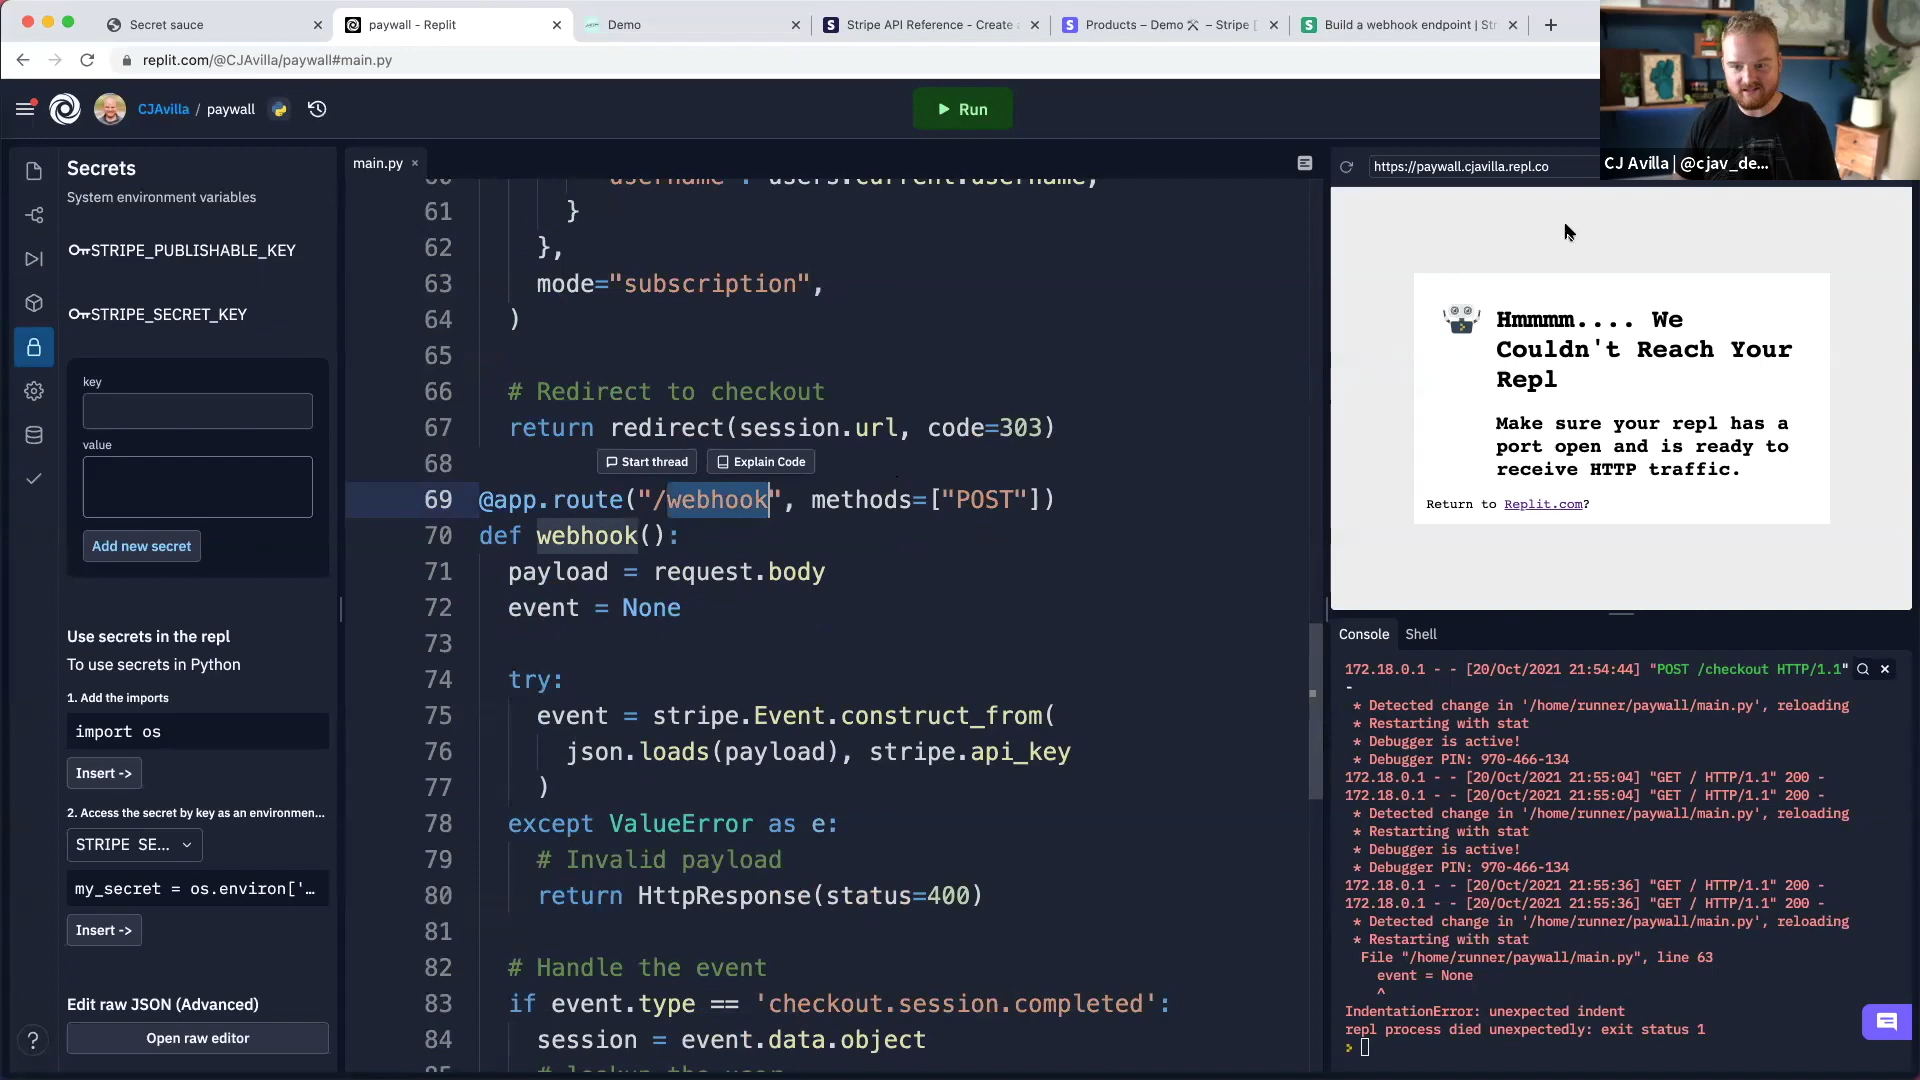 Secret sauce
paywall - Replit
Demo
Stripe API Reference - Create
Products – Demo 🛠 – Stripe [
Build a webhook endpoint | St
replit.com/@CJAvilla/paywall#main.py
CJAvilla / paywall
Run
CJ Avilla | @cjav_de...
Secrets
System environment variables
STRIPE_PUBLISHABLE_KEY
STRIPE_SECRET_KEY
key
value
Add new secret
Use secrets in the repl
To use secrets in Python
1. Add the imports
import os
Insert ->
2. Access the secret by key as an environmen...
STRIPE SE...
my_secret = os.environ['…
Insert ->
Edit raw JSON (Advanced)
Open raw editor
?
main.py
60 username : users.current.username,
61 }
62 },
63 mode="subscription",
64 )
65
66 # Redirect to checkout
67 return redirect(session.url, code=303)
68
Start thread
Explain Code
69 @app.route("/webhook", methods=["POST"])
70 def webhook():
71 payload = request.body
72 event = None
73
74 try:
75 event = stripe.Event.construct_from(
76 json.loads(payload), stripe.api_key
77 )
78 except ValueError as e:
79 # Invalid payload
80 return HttpResponse(status=400)
81
82 # Handle the event
83 if event.type == 'checkout.session.completed':
84 session = event.data.object
https://paywall.cjavilla.repl.co
Hmmmm.... We
Couldn't Reach Your
Repl
Make sure your repl has a
port open and is ready to
receive HTTP traffic.
Return to Replit.com?
Console
Shell
172.18.0.1 - - [20/Oct/2021 21:54:44] "POST /checkout HTTP/1.1"
-
* Detected change in '/home/runner/paywall/main.py', reloading
* Restarting with stat
* Debugger is active!
* Debugger PIN: 970-466-134
172.18.0.1 - - [20/Oct/2021 21:55:04] "GET / HTTP/1.1" 200 -
172.18.0.1 - - [20/Oct/2021 21:55:04] "GET / HTTP/1.1" 200 -
* Detected change in '/home/runner/paywall/main.py', reloading
* Restarting with stat
* Debugger is active!
* Debugger PIN: 970-466-134
172.18.0.1 - - [20/Oct/2021 21:55:36] "GET / HTTP/1.1" 200 -
172.18.0.1 - - [20/Oct/2021 21:55:36] "GET / HTTP/1.1" 200 -
* Detected change in '/home/runner/paywall/main.py', reloading
* Restarting with stat
File "/home/runner/paywall/main.py", line 63
event = None
^
IndentationError: unexpected indent
repl process died unexpectedly: exit status 1